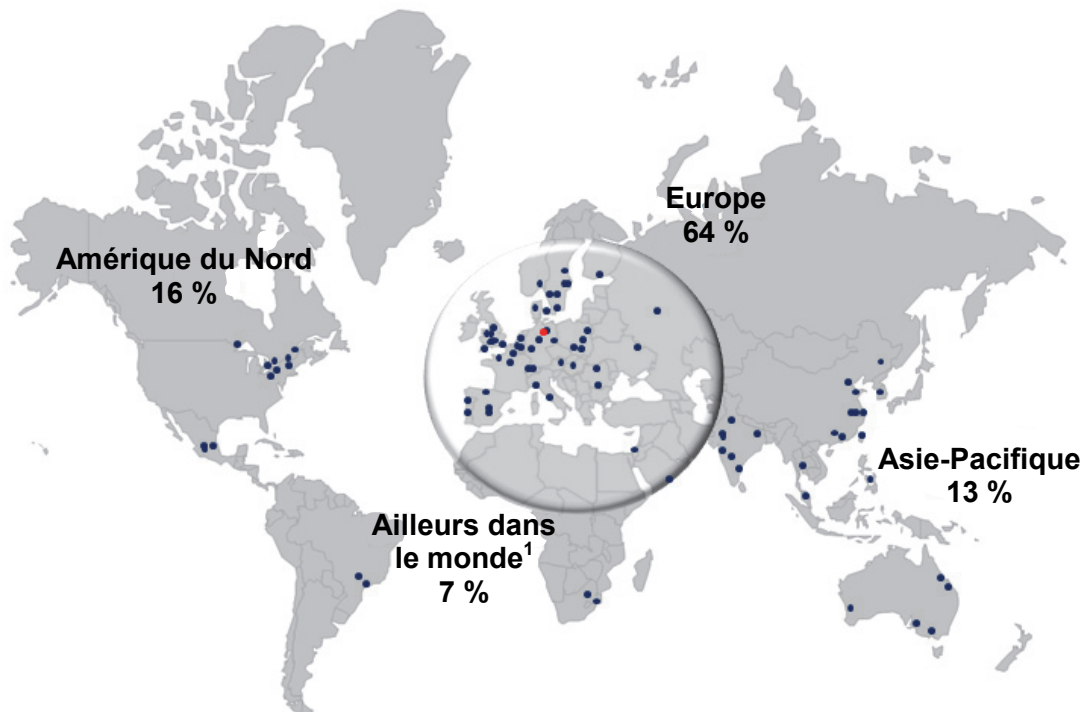 Europe
64 %
Amérique du Nord
16 %
Asie-Pacifique
13 %
Ailleurs dans
le monde1
7 %